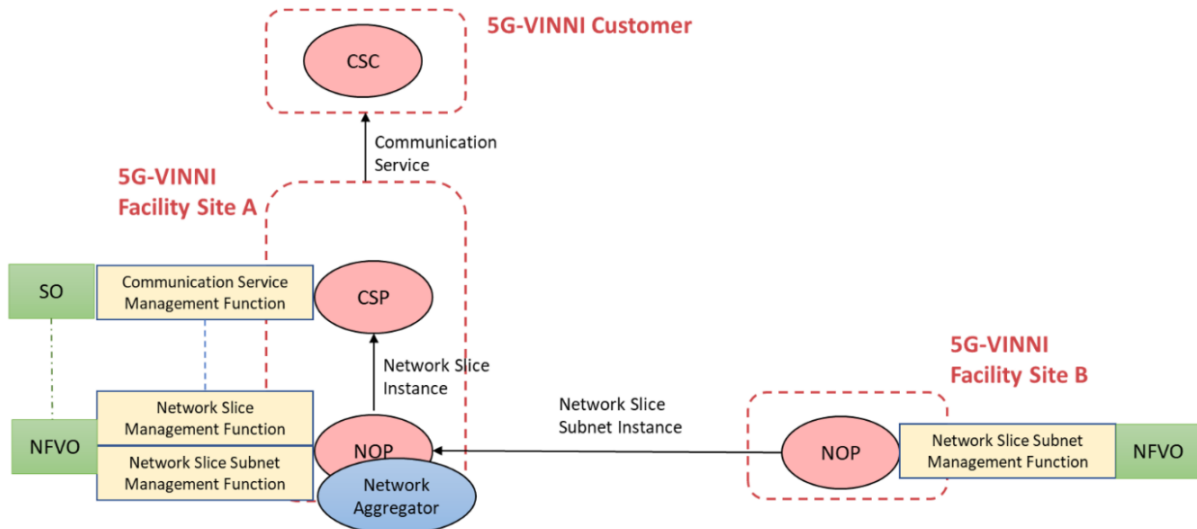 5G-VINNI Customer
CSC
Communication
Service
5G-VINNI
Facility Site A
SO
Communication Service
Management Function
CSP
Network Slice
Instance
5G-VINNI
Facility Site B
Network Slice
Management Function
Network Slice
Subnet Instance
NFVO
NOP
Network Slice Subnet
Management Function
Network
Aggregator
NOP
Network Slice Subnet
Management Function
NFVO